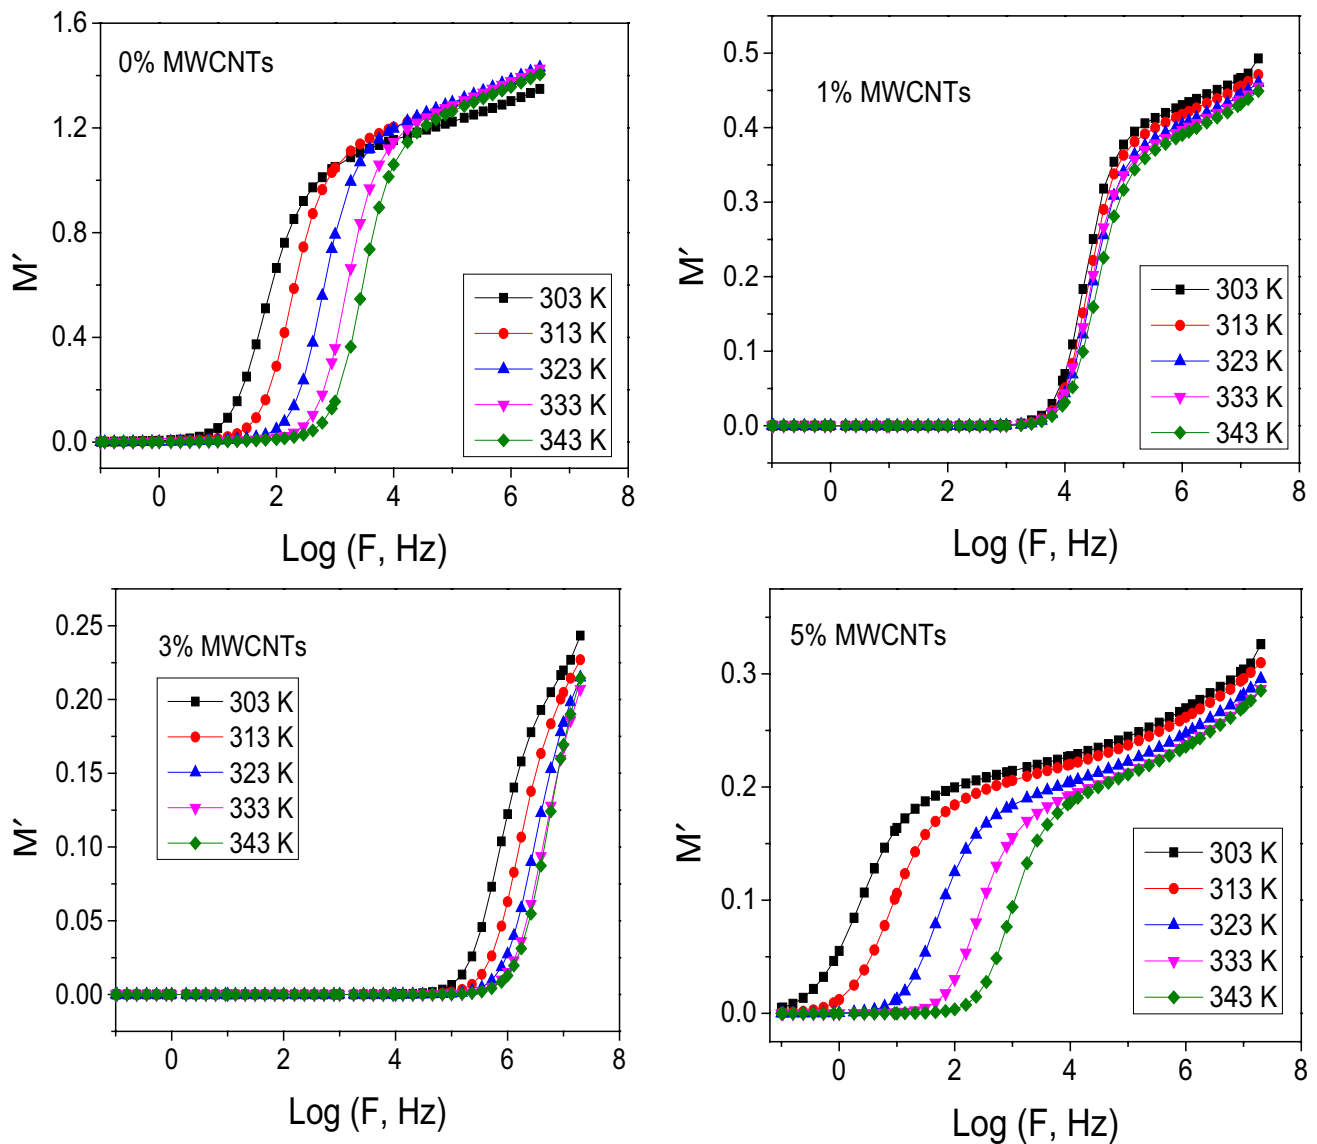 1.6
1.2
0.8
0.4
0.0
M′
0% MWCNTs
303 K
313 K
323 K
333 K
343 K
0 2 4 6 8
Log (F, Hz)
0.5
0.4
0.3
0.2
0.1
0.0
M′
1% MWCNTs
303 K
313 K
323 K
333 K
343 K
0 2 4 6 8
Log (F, Hz)
0.25
0.20
0.15
0.10
0.05
0.00
M′
3% MWCNTs
303 K
313 K
323 K
333 K
343 K
0 2 4 6 8
Log (F, Hz)
0.3
0.2
0.1
0.0
M′
5% MWCNTs
303 K
313 K
323 K
333 K
343 K
0 2 4 6 8
Log (F, Hz)